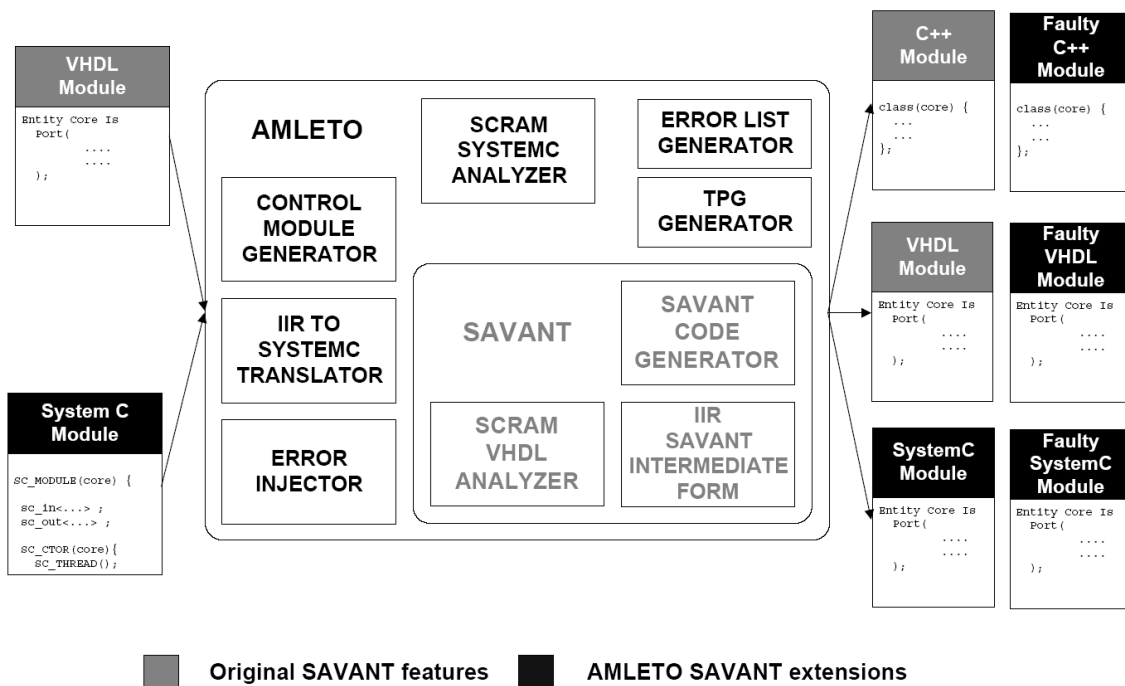 VHDL
Module
Entity Core Is
Port(
....
....
);
System C
Module
SC_MODULE(core) {
sc_in<...> ;
sc_out<...> ;
SC_CTOR(core){
SC_THREAD();
AMLETO
SCRAM
SYSTEMC
ANALYZER
ERROR LIST
GENERATOR
TPG
GENERATOR
CONTROL
MODULE
GENERATOR
IIR TO
SYSTEMC
TRANSLATOR
ERROR
INJECTOR
SAVANT
SAVANT
CODE
GENERATOR
SCRAM
VHDL
ANALYZER
IIR
SAVANT
INTERMEDIATE
FORM
C++
Module
class(core) {
...
...
};
Faulty
C++
Module
class(core) {
...
...
};
VHDL
Module
Entity Core Is
Port(
....
....
);
Faulty
VHDL
Module
Entity Core Is
Port(
....
....
);
SystemC
Module
Entity Core Is
Port(
....
....
);
Faulty
SystemC
Module
Entity Core Is
Port(
....
....
);
Original SAVANT features
AMLETO SAVANT extensions